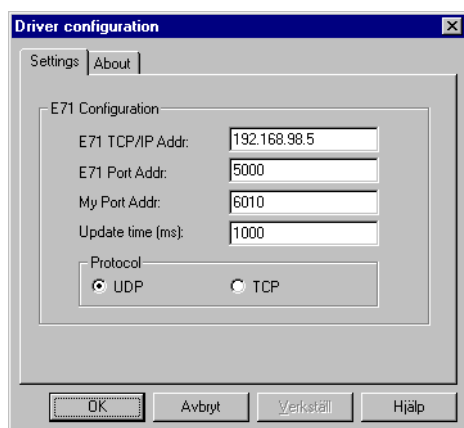 Driver configuration
Settings About
E71 Configuration
E71 TCP/IP Addr: 192.168.98.5
E71 Port Addr: 5000
My Port Addr: 6010
Update time (ms): 1000
Protocol
UDP TCP
OK Avbryt Verkställ Hjälp